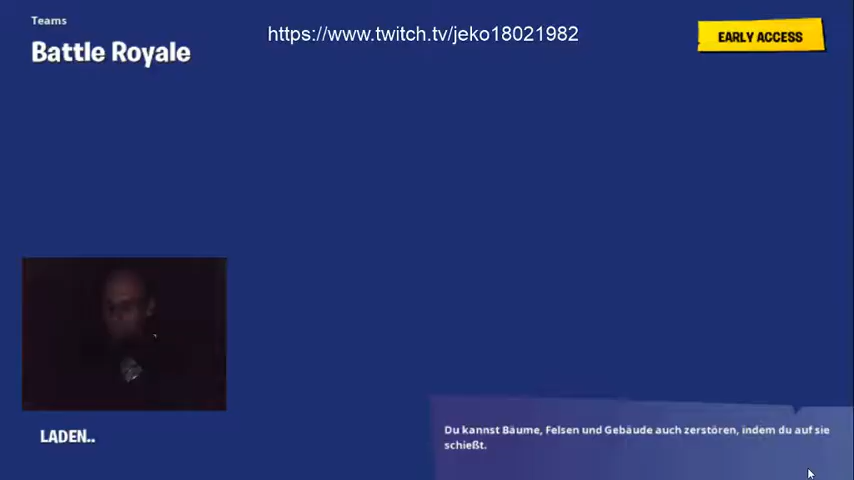 Teams
Battle Royale
https://www.twitch.tv/jeko18021982
EARLY ACCESS
LADEN..
Du kannst Bäume, Felsen und Gebäude auch zerstören, indem du auf sie
schießt.